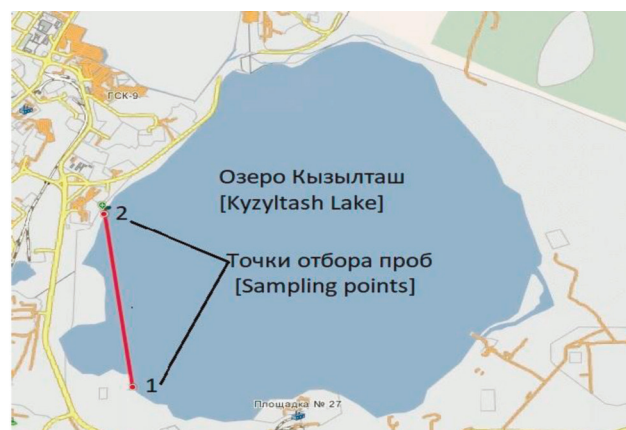 ГСК-9
Озеро Кызылташ
[Kyzyltash Lake]
2
Точки отбора проб
[Sampling points]
1
Площадка № 27